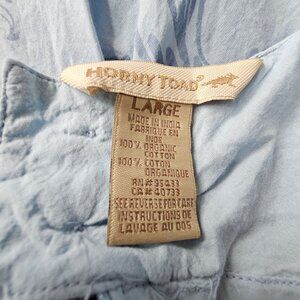 HORNY TOAD®
LARGE
MADE IN INDIA
FABRIQUE EN
INDE
100% ORGANIC
COTTON
100% COTON
ORGANIQUE
RN#95433
CA#40733
SEE REVERSE FOR CARE
INSTRUCTIONS DE
LAVAGE AU DOS